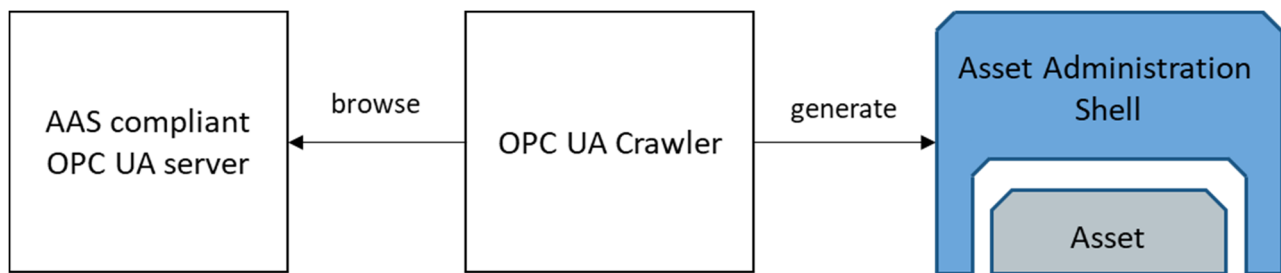 AAS compliant
OPC UA server
browse
OPC UA Crawler
generate
Asset Administration
Shell
Asset